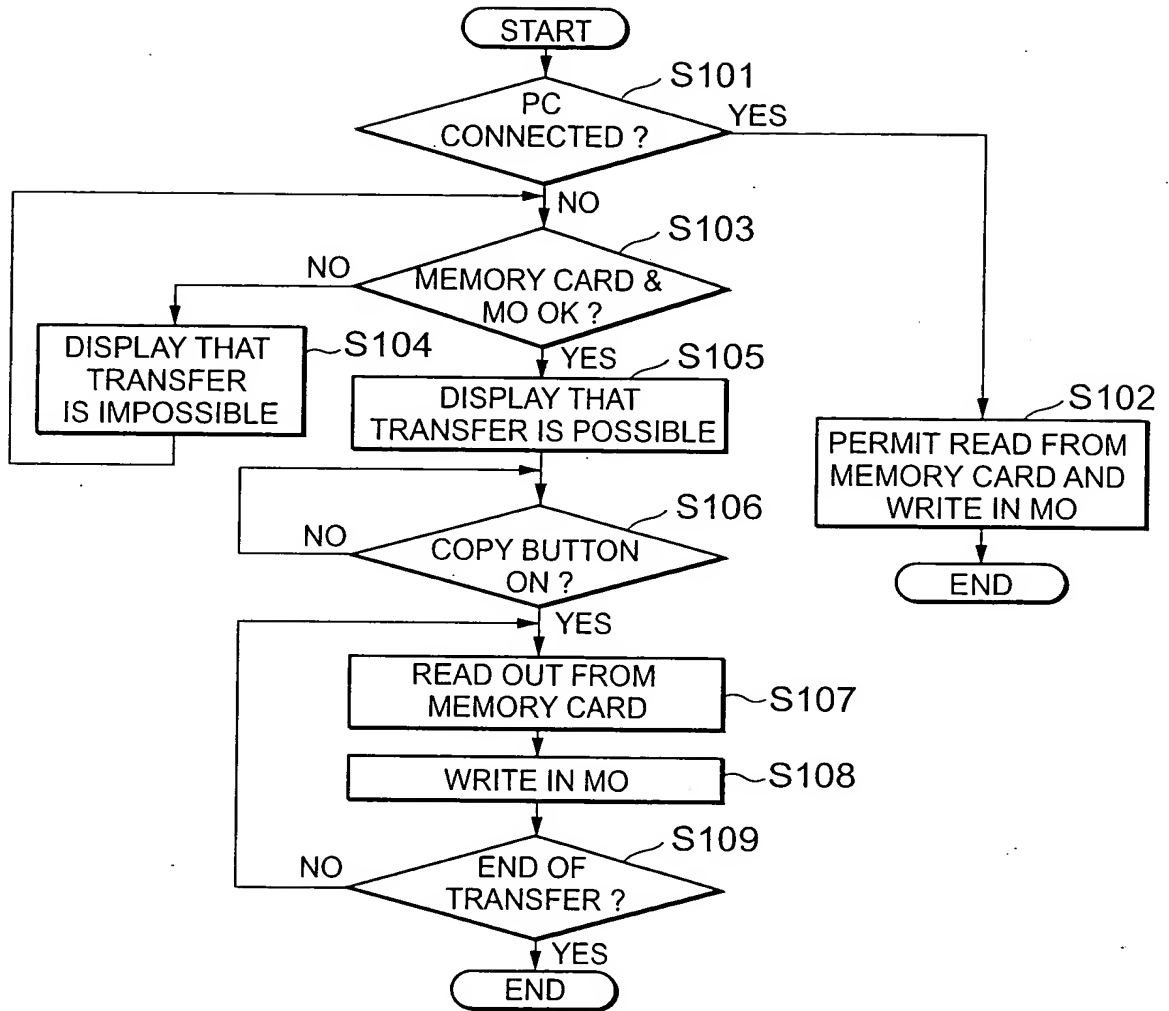 START
S101
PC
CONNECTED ?
YES
NO
S103
NO
MEMORY CARD &
MO OK ?
YES
S104
DISPLAY THAT
TRANSFER
IS IMPOSSIBLE
S105
DISPLAY THAT
TRANSFER IS POSSIBLE
S102
PERMIT READ FROM
MEMORY CARD AND
WRITE IN MO
END
S106
NO
COPY BUTTON
ON ?
YES
READ OUT FROM
MEMORY CARD
S107
WRITE IN MO
S108
S109
NO
END OF
TRANSFER ?
YES
END